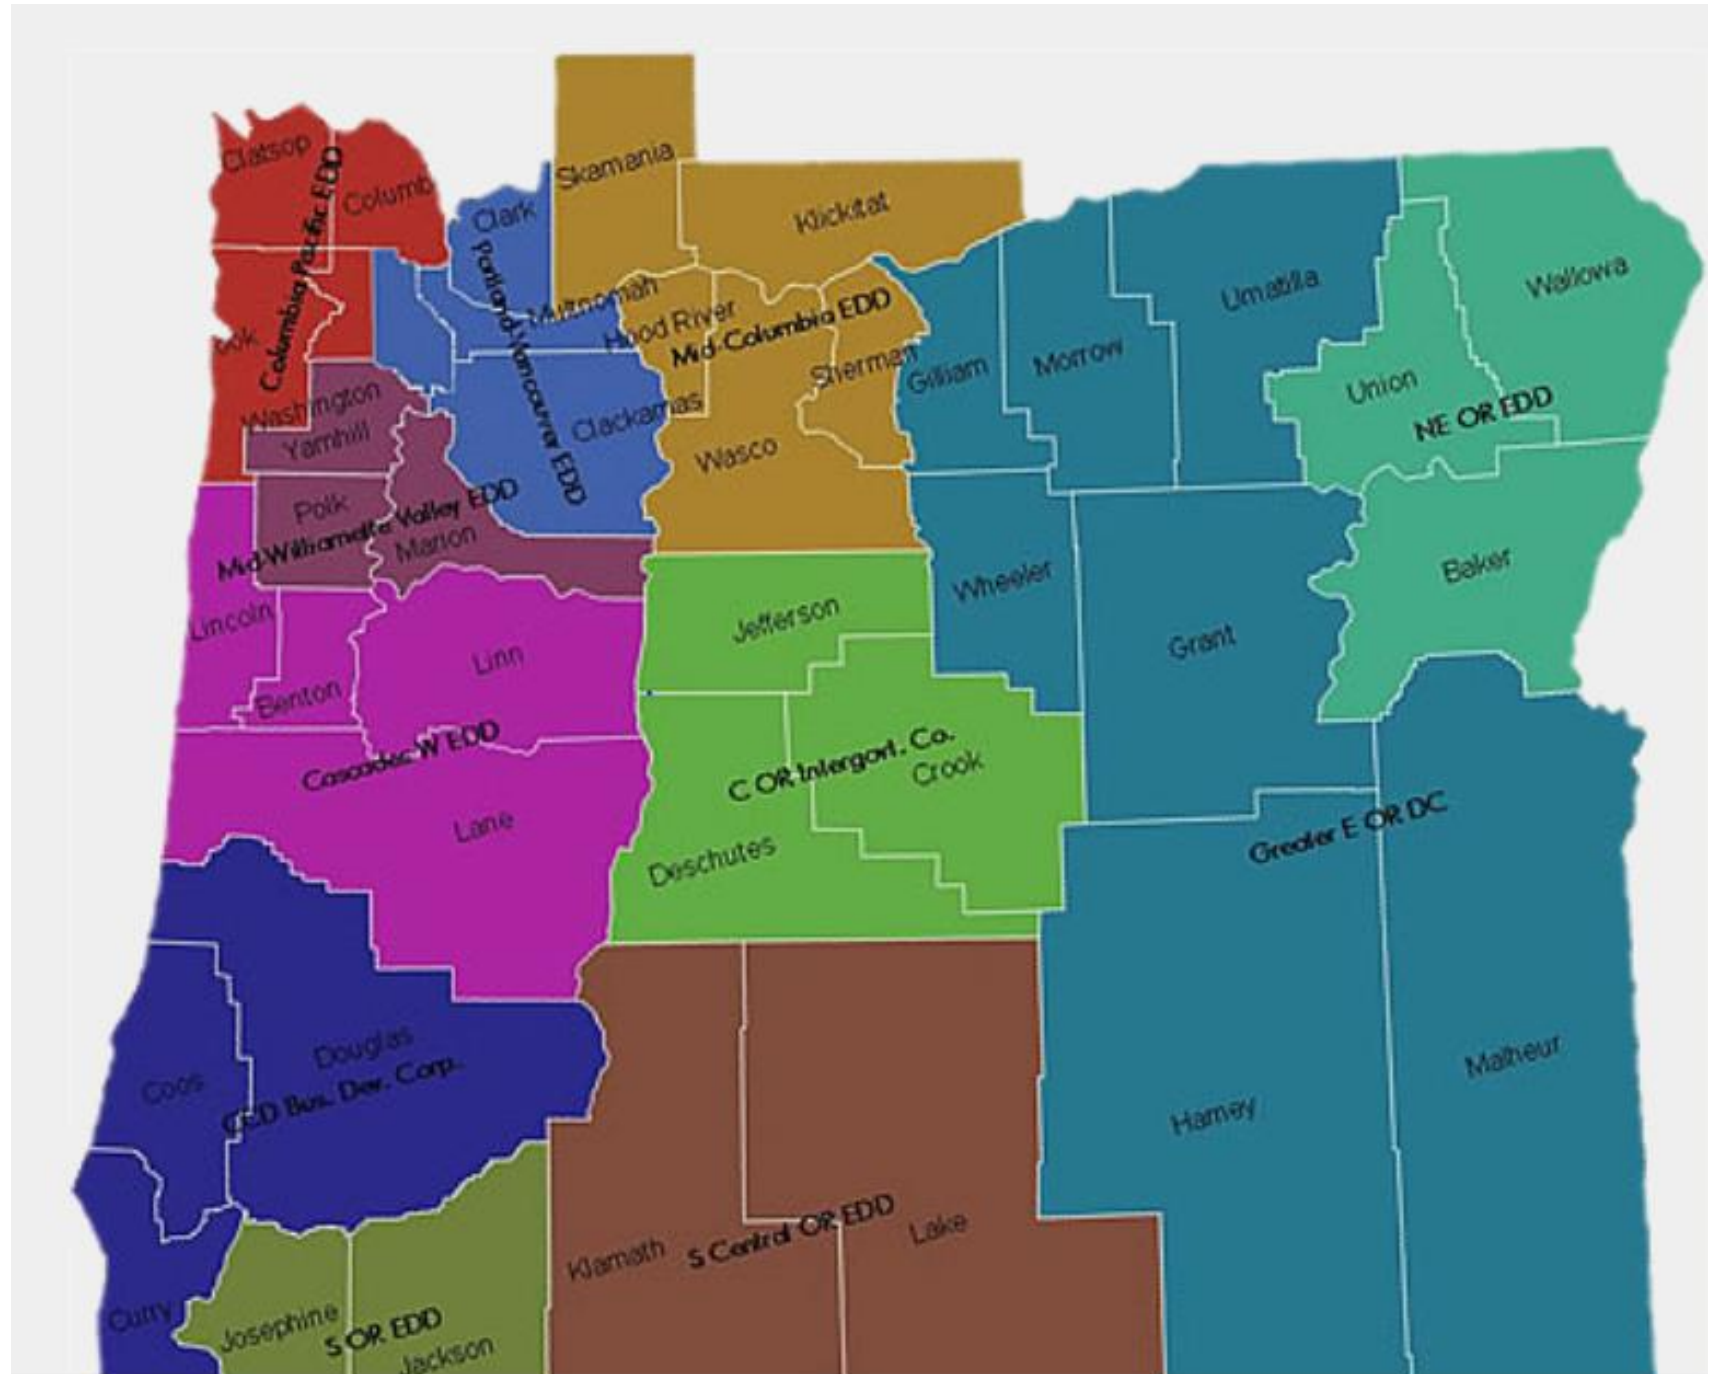 Clatsop
Columb
Columbia Pacific EDD
ook
Skamania
Clark
Klickitat
Multnomah
Portland-Vancouver EDD
Hood River
Mid-Columbia EDD
Sherman
Gilliam
Morrow
Umatilla
Wallowa
Union
NE OR EDD
Washington
Yamhill
Clackamas
Wasco
Polk
Mid-Willamette Valley EDD
Marion
Lincoln
Jefferson
Wheeler
Baker
Linn
Benton
Grant
Cascades W EDD
C OR Intergovt. Co.
Crook
Lane
Deschutes
Greater E OR DC
Douglas
Coos
CCD Bus. Dev. Corp.
Malheur
Harney
Klamath
S Central OR EDD
Lake
Curry
Josephine
S OR EDD
Jackson